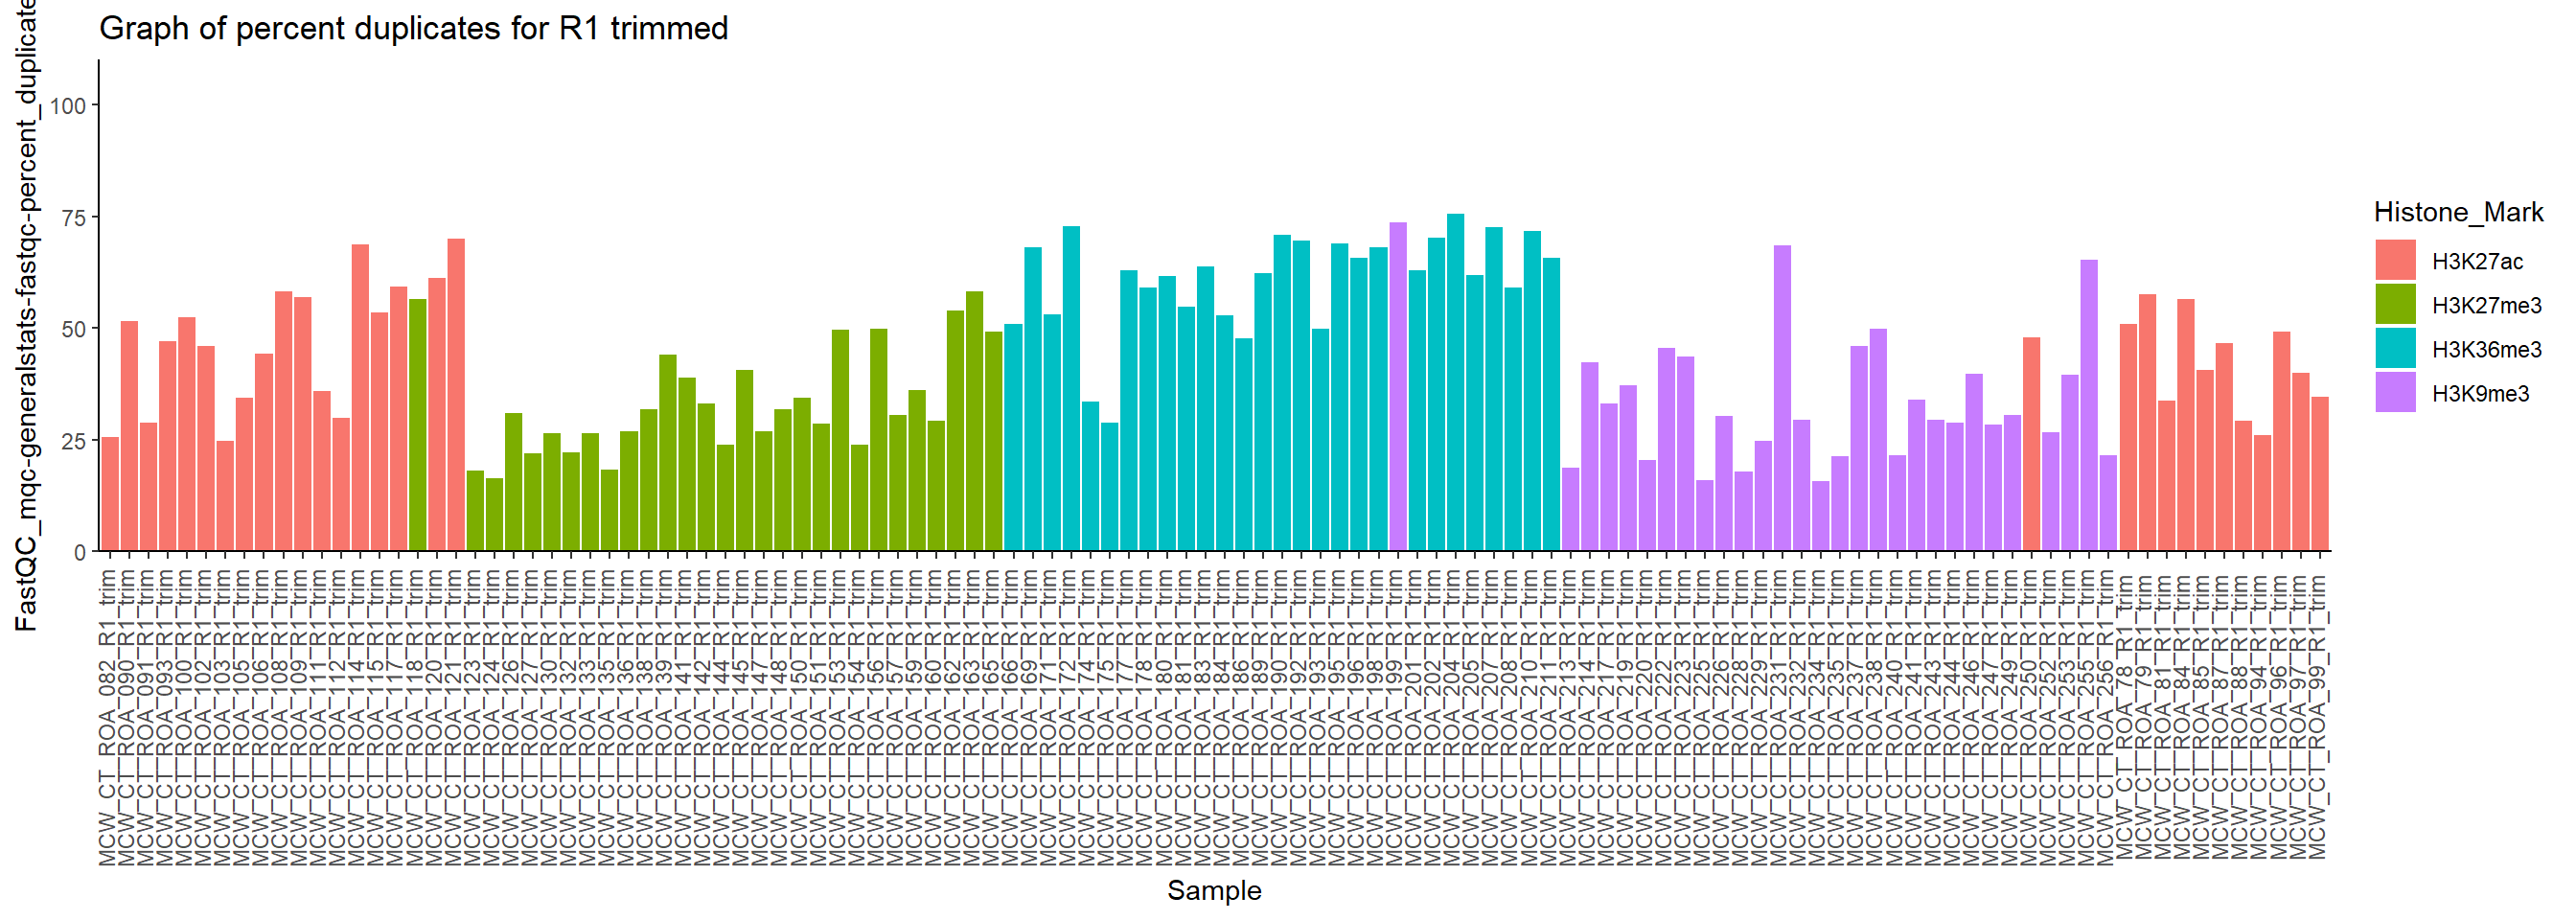 Graph of percent duplicates for R1 trimmed
FastQC_mqc-generalstats-fastqc-percent_duplicate
100
75
50
25
0
MCW_CT_ROA_082_R1_trim
MCW_CT_ROA_090_R1_trim
MCW_CT_ROA_091_R1_trim
MCW_CT_ROA_093_R1_trim
MCW_CT_ROA_100_R1_trim
MCW_CT_ROA_102_R1_trim
MCW_CT_ROA_103_R1_trim
MCW_CT_ROA_105_R1_trim
MCW_CT_ROA_106_R1_trim
MCW_CT_ROA_108_R1_trim
MCW_CT_ROA_109_R1_trim
MCW_CT_ROA_111_R1_trim
MCW_CT_ROA_112_R1_trim
MCW_CT_ROA_114_R1_trim
MCW_CT_ROA_115_R1_trim
MCW_CT_ROA_117_R1_trim
MCW_CT_ROA_118_R1_trim
MCW_CT_ROA_120_R1_trim
MCW_CT_ROA_121_R1_trim
MCW_CT_ROA_123_R1_trim
MCW_CT_ROA_124_R1_trim
MCW_CT_ROA_126_R1_trim
MCW_CT_ROA_127_R1_trim
MCW_CT_ROA_130_R1_trim
MCW_CT_ROA_132_R1_trim
MCW_CT_ROA_133_R1_trim
MCW_CT_ROA_135_R1_trim
MCW_CT_ROA_136_R1_trim
MCW_CT_ROA_138_R1_trim
MCW_CT_ROA_139_R1_trim
MCW_CT_ROA_141_R1_trim
MCW_CT_ROA_142_R1_trim
MCW_CT_ROA_144_R1_trim
MCW_CT_ROA_145_R1_trim
MCW_CT_ROA_147_R1_trim
MCW_CT_ROA_148_R1_trim
MCW_CT_ROA_150_R1_trim
MCW_CT_ROA_151_R1_trim
MCW_CT_ROA_153_R1_trim
MCW_CT_ROA_154_R1_trim
MCW_CT_ROA_156_R1_trim
MCW_CT_ROA_157_R1_trim
MCW_CT_ROA_159_R1_trim
MCW_CT_ROA_160_R1_trim
MCW_CT_ROA_162_R1_trim
MCW_CT_ROA_163_R1_trim
MCW_CT_ROA_165_R1_trim
MCW_CT_ROA_166_R1_trim
MCW_CT_ROA_169_R1_trim
MCW_CT_ROA_171_R1_trim
MCW_CT_ROA_172_R1_trim
MCW_CT_ROA_174_R1_trim
MCW_CT_ROA_175_R1_trim
MCW_CT_ROA_177_R1_trim
MCW_CT_ROA_178_R1_trim
MCW_CT_ROA_180_R1_trim
MCW_CT_ROA_181_R1_trim
MCW_CT_ROA_183_R1_trim
MCW_CT_ROA_184_R1_trim
MCW_CT_ROA_186_R1_trim
MCW_CT_ROA_189_R1_trim
MCW_CT_ROA_190_R1_trim
MCW_CT_ROA_192_R1_trim
MCW_CT_ROA_193_R1_trim
MCW_CT_ROA_195_R1_trim
MCW_CT_ROA_196_R1_trim
MCW_CT_ROA_198_R1_trim
MCW_CT_ROA_199_R1_trim
MCW_CT_ROA_201_R1_trim
MCW_CT_ROA_202_R1_trim
MCW_CT_ROA_204_R1_trim
MCW_CT_ROA_205_R1_trim
MCW_CT_ROA_207_R1_trim
MCW_CT_ROA_208_R1_trim
MCW_CT_ROA_210_R1_trim
MCW_CT_ROA_211_R1_trim
MCW_CT_ROA_213_R1_trim
MCW_CT_ROA_214_R1_trim
MCW_CT_ROA_217_R1_trim
MCW_CT_ROA_219_R1_trim
MCW_CT_ROA_220_R1_trim
MCW_CT_ROA_222_R1_trim
MCW_CT_ROA_223_R1_trim
MCW_CT_ROA_225_R1_trim
MCW_CT_ROA_226_R1_trim
MCW_CT_ROA_228_R1_trim
MCW_CT_ROA_229_R1_trim
MCW_CT_ROA_231_R1_trim
MCW_CT_ROA_232_R1_trim
MCW_CT_ROA_234_R1_trim
MCW_CT_ROA_235_R1_trim
MCW_CT_ROA_237_R1_trim
MCW_CT_ROA_238_R1_trim
MCW_CT_ROA_240_R1_trim
MCW_CT_ROA_241_R1_trim
MCW_CT_ROA_243_R1_trim
MCW_CT_ROA_244_R1_trim
MCW_CT_ROA_246_R1_trim
MCW_CT_ROA_247_R1_trim
MCW_CT_ROA_249_R1_trim
MCW_CT_ROA_250_R1_trim
MCW_CT_ROA_252_R1_trim
MCW_CT_ROA_253_R1_trim
MCW_CT_ROA_255_R1_trim
MCW_CT_ROA_256_R1_trim
MCW_CT_ROA_78_R1_trim
MCW_CT_ROA_79_R1_trim
MCW_CT_ROA_81_R1_trim
MCW_CT_ROA_84_R1_trim
MCW_CT_ROA_85_R1_trim
MCW_CT_ROA_87_R1_trim
MCW_CT_ROA_88_R1_trim
MCW_CT_ROA_94_R1_trim
MCW_CT_ROA_96_R1_trim
MCW_CT_ROA_97_R1_trim
MCW_CT_ROA_99_R1_trim
Sample
Histone_Mark
H3K27ac
H3K27me3
H3K36me3
H3K9me3